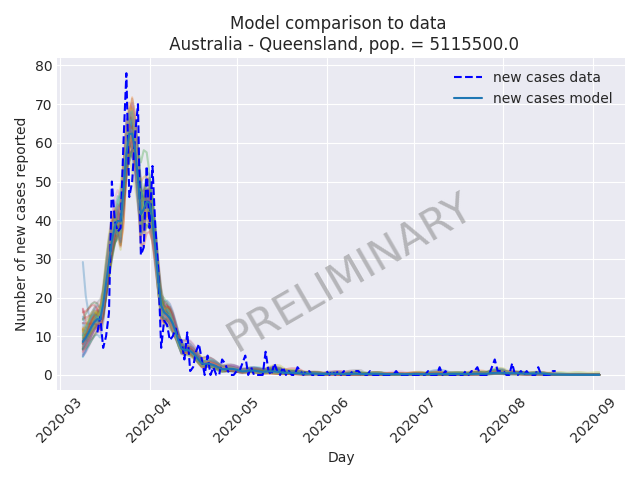 Model comparison to data
Australia - Queensland, pop. = 5115500.0
new cases data
new cases model
PRELIMINARY
Number of new cases reported
80
70
60
50
40
30
20
10
0
2020-03
2020-04
2020-05
2020-06
2020-07
2020-08
2020-09
Day